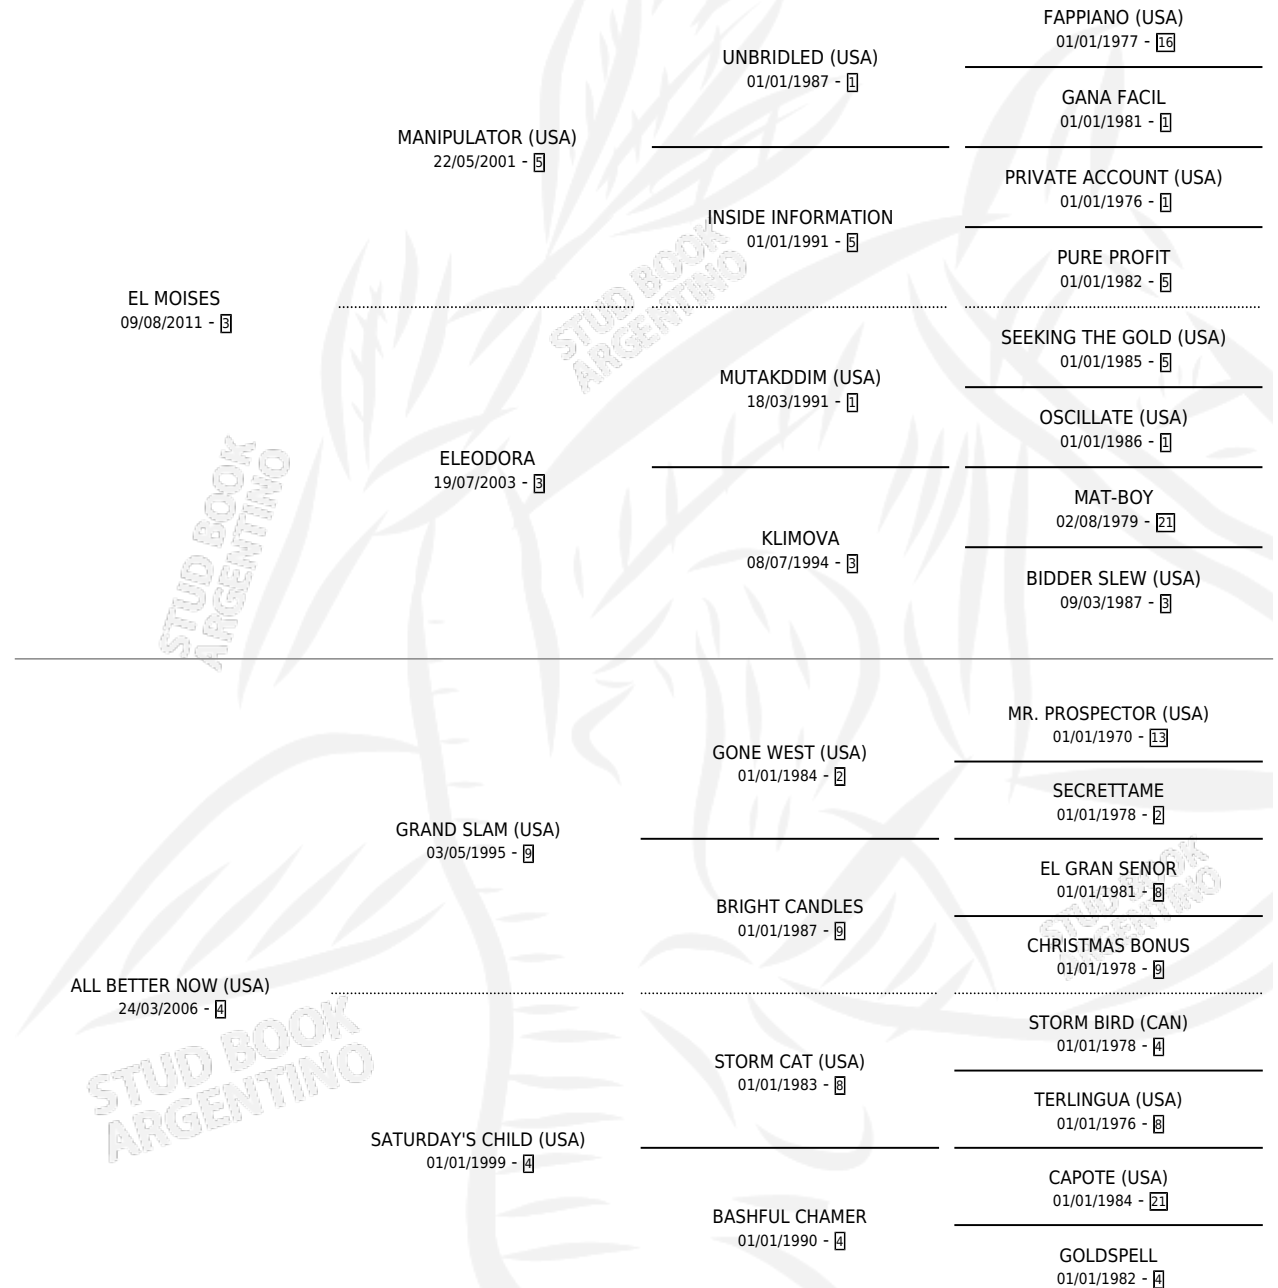 FAPPIANO (USA)
01/01/1977 - 16
UNBRIDLED (USA)
01/01/1987 - 1
GANA FACIL
01/01/1981 - 1
MANIPULATOR (USA)
22/05/2001 - 5
PRIVATE ACCOUNT (USA)
01/01/1976 - 1
INSIDE INFORMATION
01/01/1991 - 5
PURE PROFIT
01/01/1982 - 5
EL MOISES
09/08/2011 - 3
SEEKING THE GOLD (USA)
01/01/1985 - 5
MUTAKDDIM (USA)
18/03/1991 - 1
OSCILLATE (USA)
01/01/1986 - 1
ELEODORA
19/07/2003 - 3
MAT-BOY
02/08/1979 - 21
KLIMOVA
08/07/1994 - 3
BIDDER SLEW (USA)
09/03/1987 - 3
MR. PROSPECTOR (USA)
01/01/1970 - 13
GONE WEST (USA)
01/01/1984 - 2
SECRETTAME
01/01/1978 - 2
GRAND SLAM (USA)
03/05/1995 - 9
EL GRAN SENOR
01/01/1981 - 8
BRIGHT CANDLES
01/01/1987 - 9
CHRISTMAS BONUS
01/01/1978 - 9
ALL BETTER NOW (USA)
24/03/2006 - 4
STORM BIRD (CAN)
01/01/1978 - 4
STORM CAT (USA)
01/01/1983 - 8
TERLINGUA (USA)
01/01/1976 - 8
SATURDAY'S CHILD (USA)
01/01/1999 - 4
CAPOTE (USA)
01/01/1984 - 21
BASHFUL CHAMER
01/01/1990 - 4
GOLDSPELL
01/01/1982 - 4
STUD BOOK
ARGENTINO
STUD BOOK
ARGENTINO
STUD BOOK
ARGENTINO
STUD BOOK
ARGENTINO